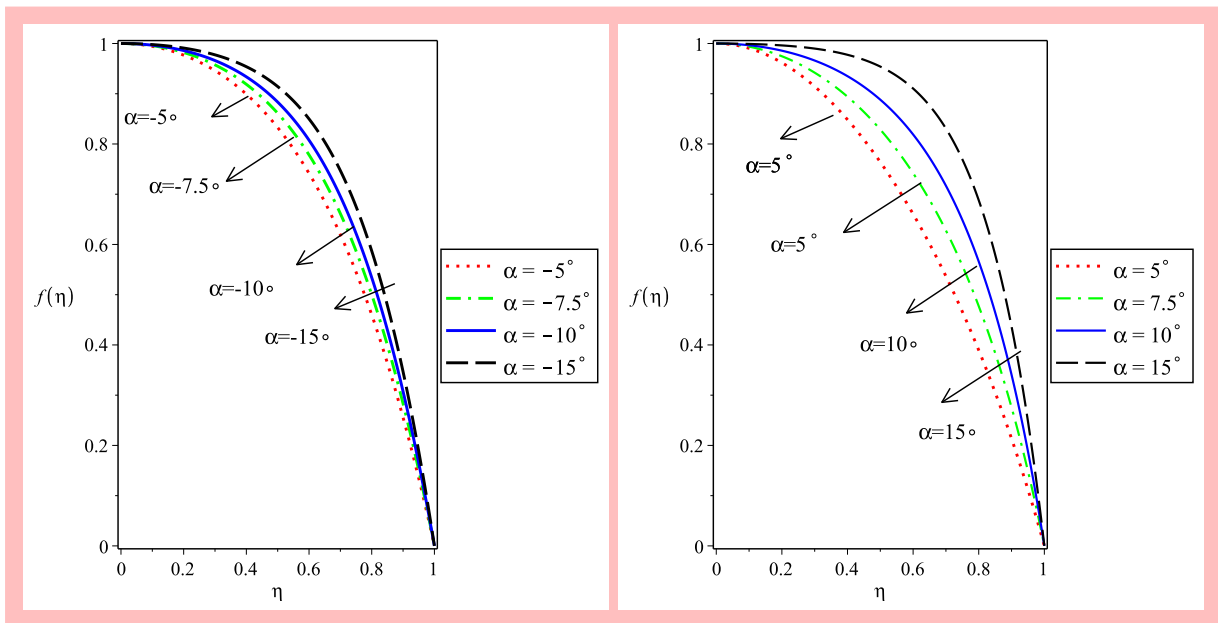 1
0.8
0.6
f(η)
0.4
0.2
0
0 0.2 0.4 0.6 0.8 1
η
α=-5∘
α=-7.5∘
α=-10∘
α=-15∘
α = −5°
α = −7.5°
α = −10°
α = −15°
1
0.8
0.6
f(η)
0.4
0.2
0
0 0.2 0.4 0.6 0.8 1
η
α=5°
α=5°
α=10∘
α=15∘
α = 5°
α = 7.5°
α = 10°
α = 15°